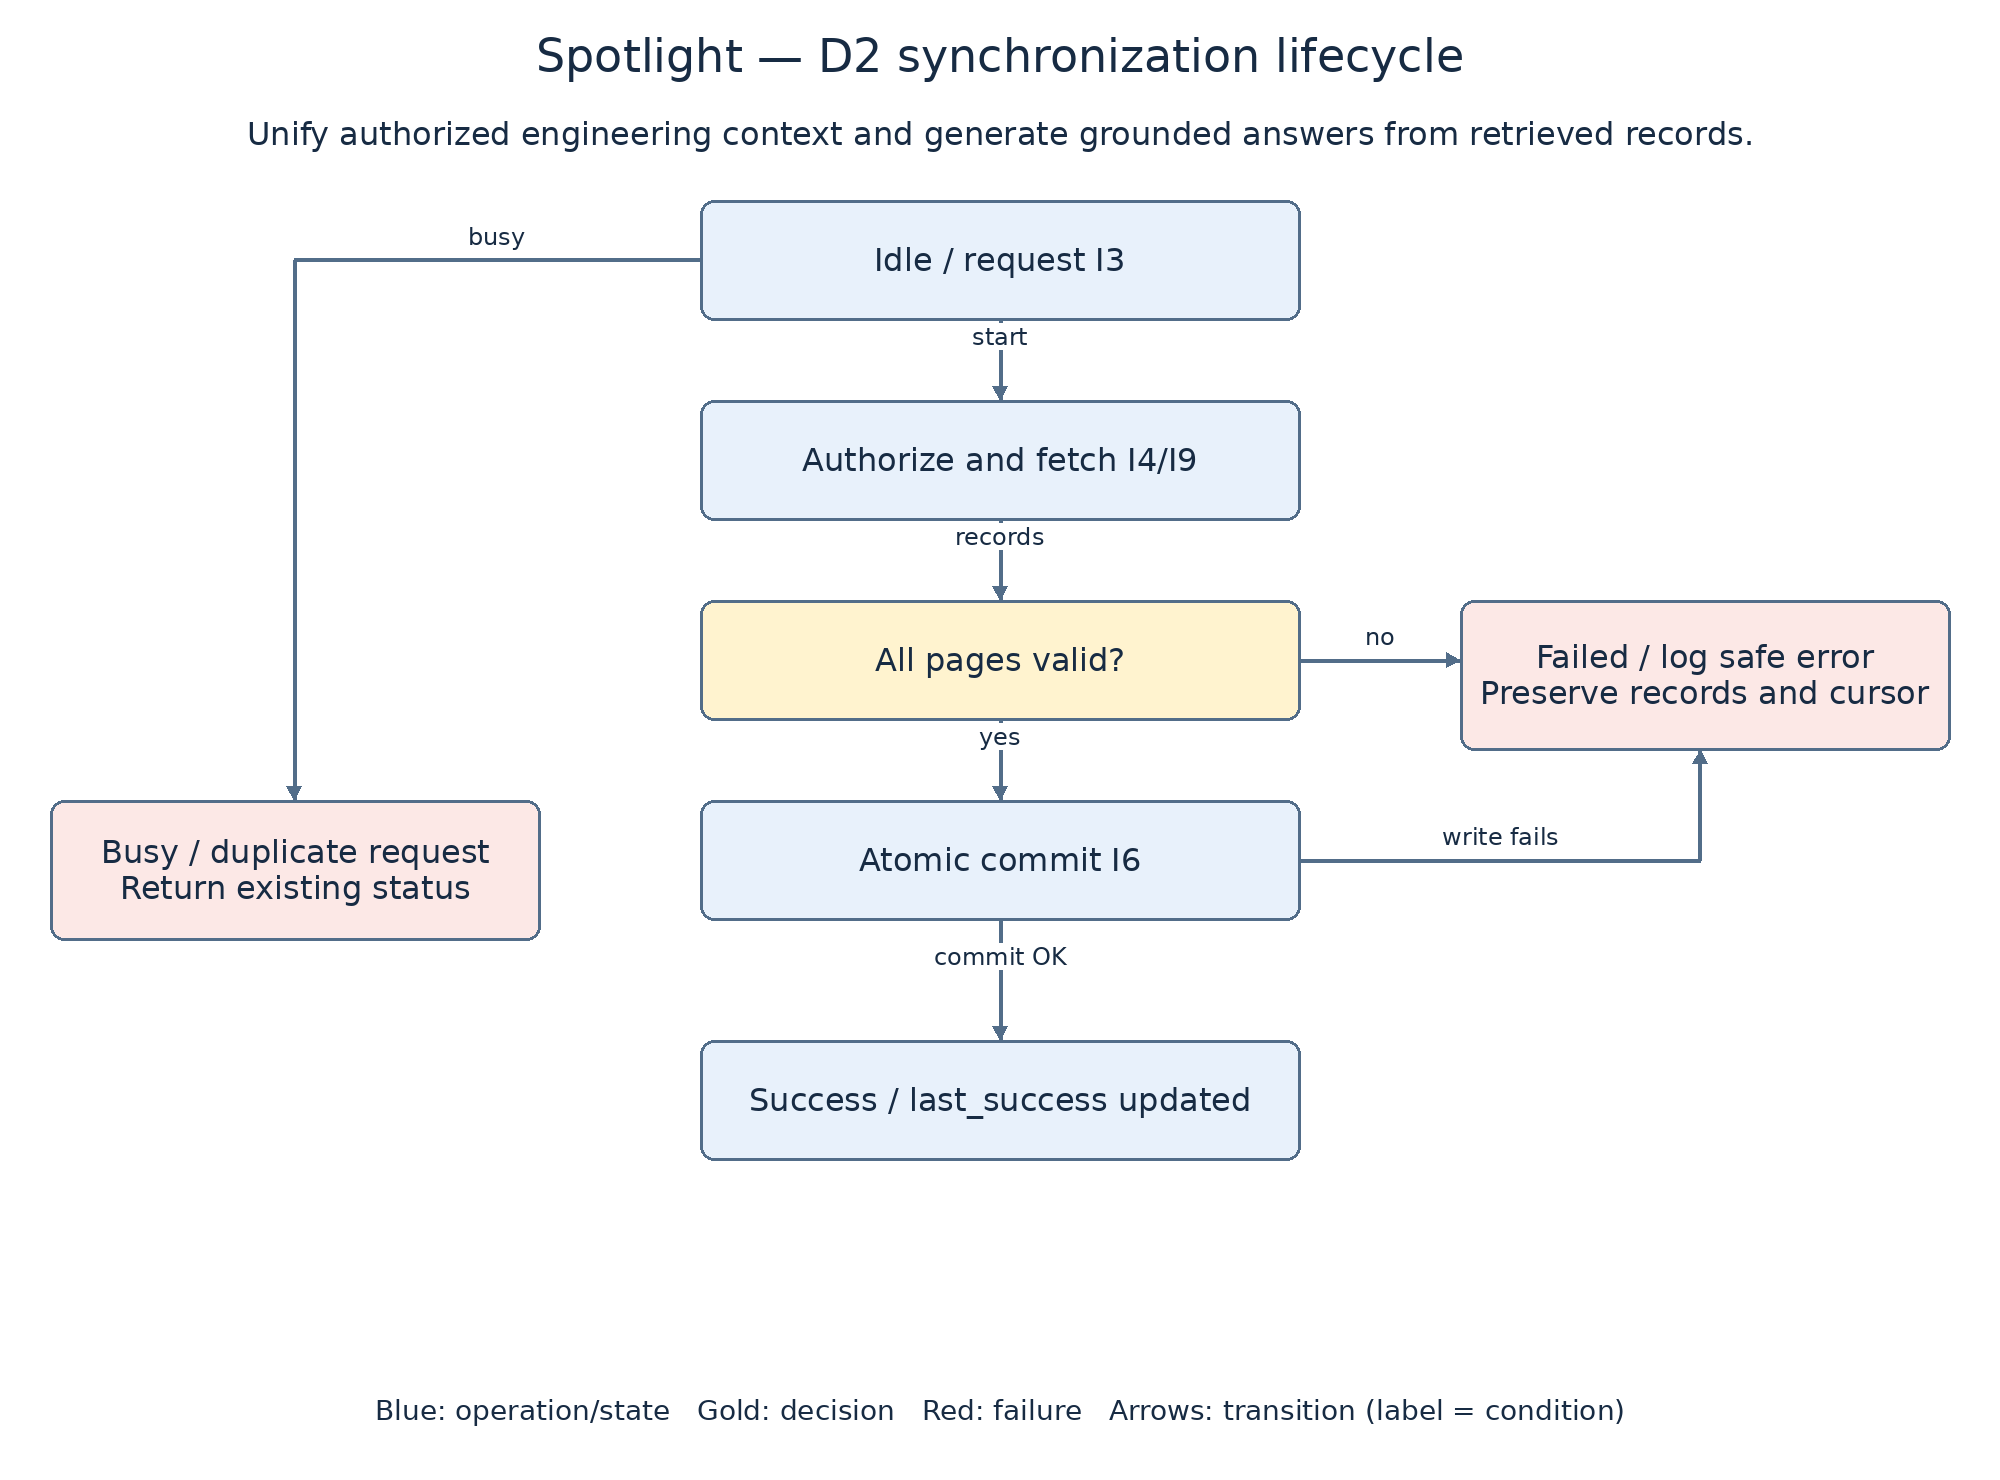 Spotlight — D2 synchronization lifecycle
Unify authorized engineering context and generate grounded answers from retrieved records.
busy
Idle / request I3
start
Authorize and fetch I4/I9
records
All pages valid?
no
Failed / log safe error
Preserve records and cursor
yes
Busy / duplicate request
Return existing status
Atomic commit I6
write fails
commit OK
Success / last_success updated
Blue: operation/state   Gold: decision   Red: failure   Arrows: transition (label = condition)